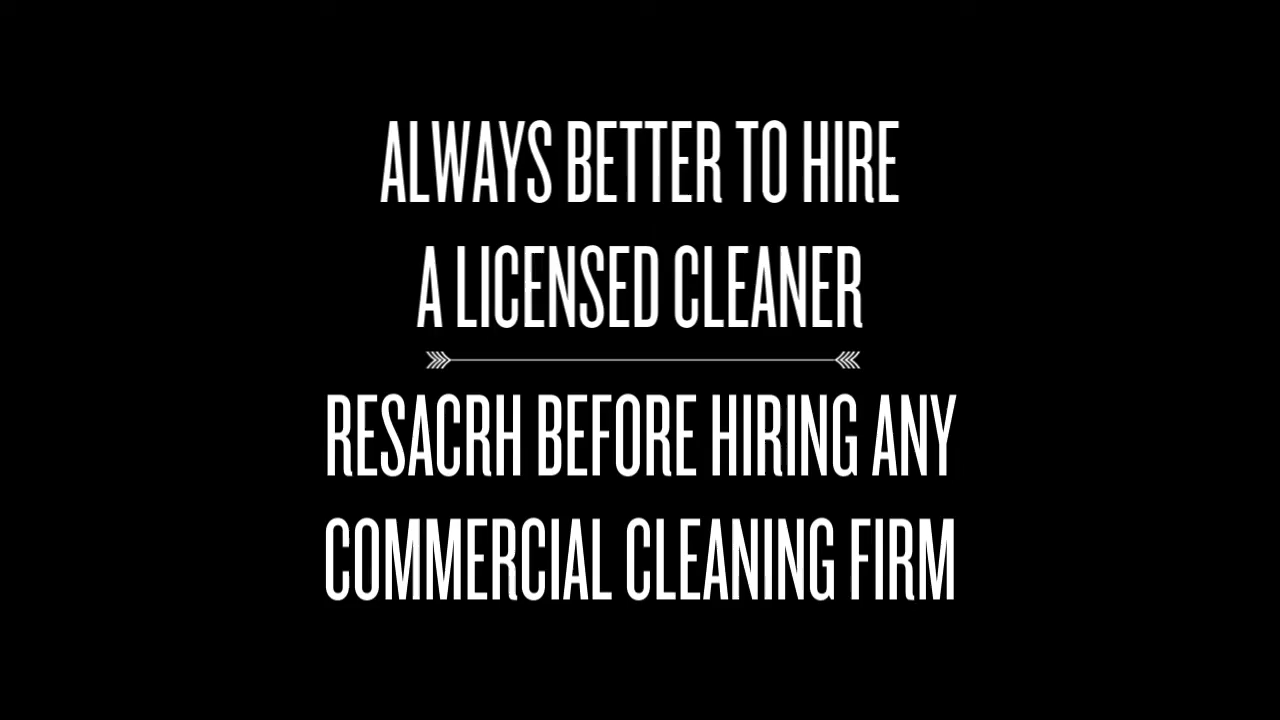 ALWAYS BETTER TO HIRE
A LICENSED CLEANER
RESACRH BEFORE HIRING ANY
COMMERCIAL CLEANING FIRM